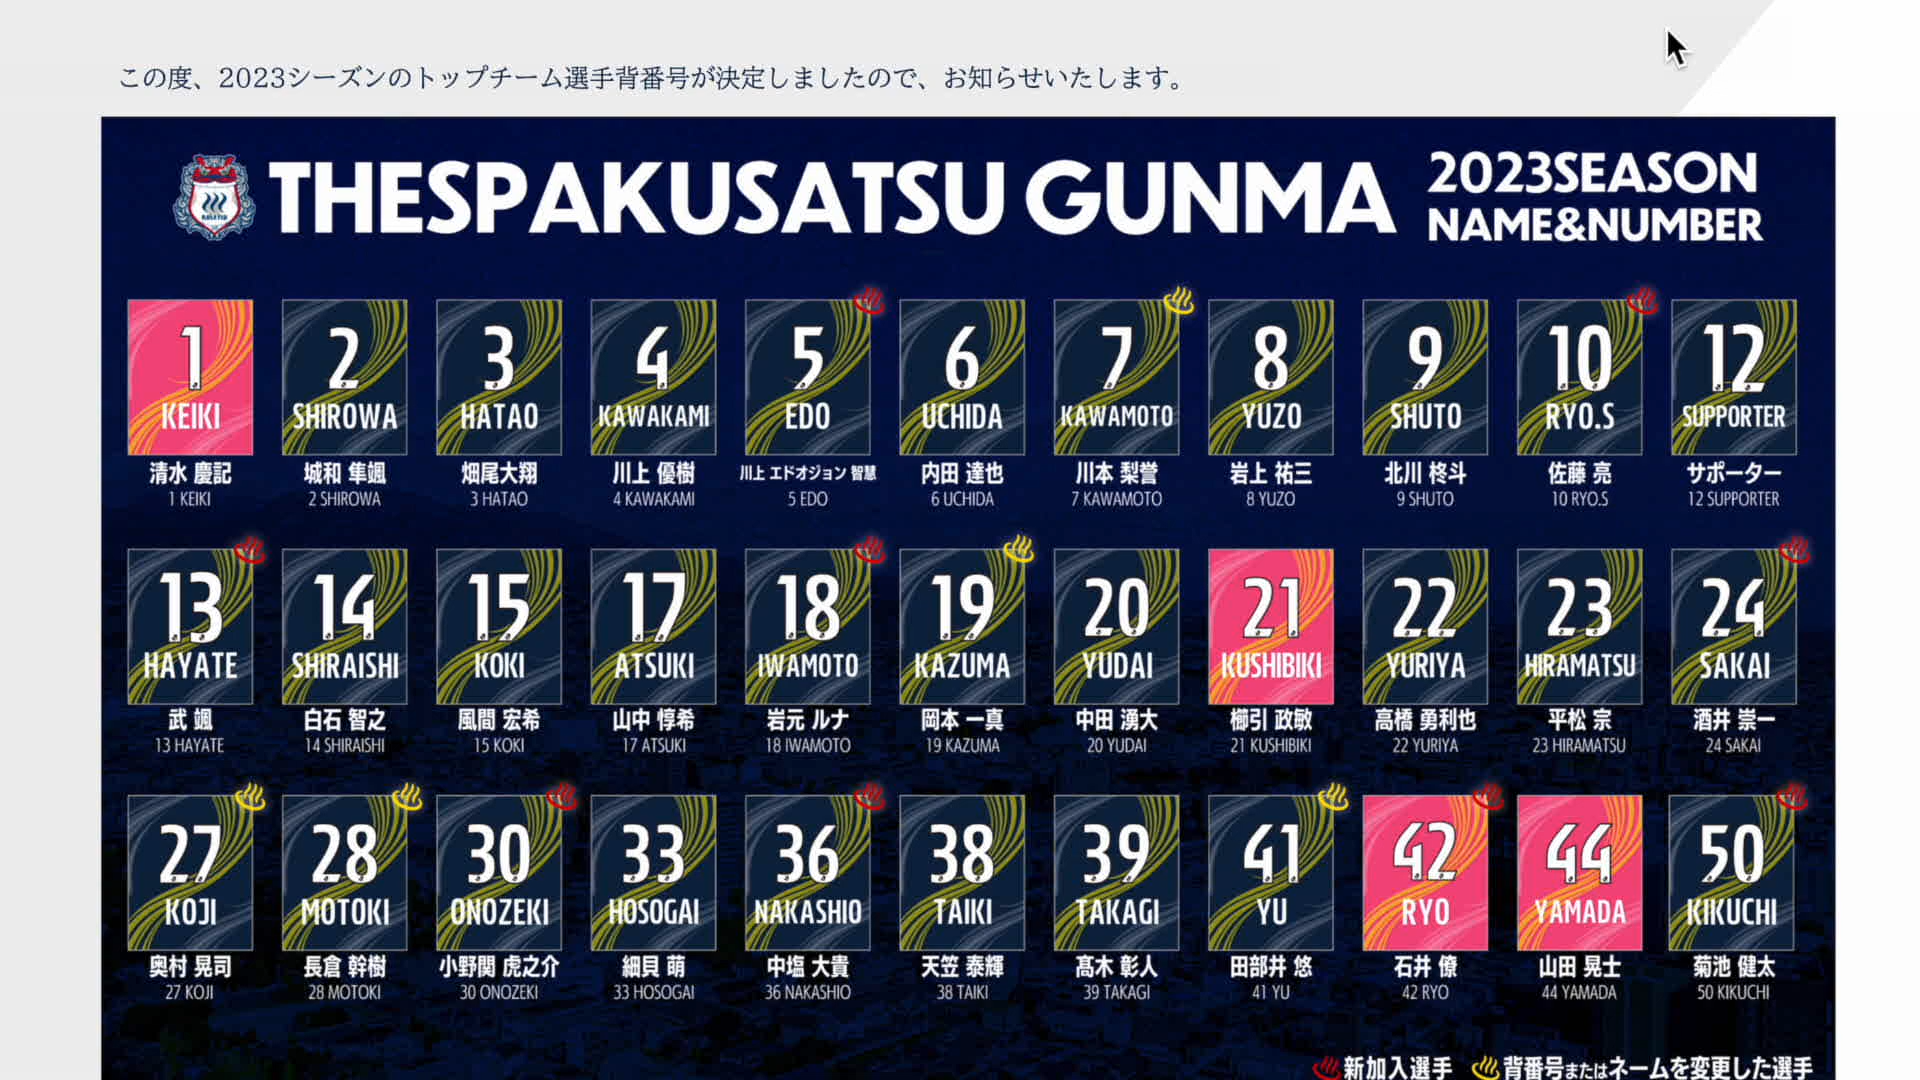 この度、2023シーズンのトップチーム選手背番号が決定しましたので、お知らせいたします。
THESPAKUSATSU GUNMA
2023SEASON
NAME&NUMBER
KUSATSU
1 2 3 4 5 6 7 8 9 10 12
KEIKI SHIROWA HATAO KAWAKAMI EDO UCHIDA KAWAMOTO YUZO SHUTO RYO.S SUPPORTER
清水 慶記 城和 隼颯 畑尾大翔 川上 優樹 川上 エドオジョン 智慧 内田 達也 川本 梨誉 岩上 祐三 北川 柊斗 佐藤 亮 サポーター
1 KEIKI 2 SHIROWA 3 HATAO 4 KAWAKAMI 5 EDO 6 UCHIDA 7 KAWAMOTO 8 YUZO 9 SHUTO 10 RYO.S 12 SUPPORTER
13 14 15 17 18 19 20 21 22 23 24
HAYATE SHIRAISHI KOKI ATSUKI IWAMOTO KAZUMA YUDAI KUSHIBIKI YURIYA HIRAMATSU SAKAI
武 颯 白石 智之 風間 宏希 山中 惇希 岩元 ルナ 岡本 一真 中田 湧大 櫛引 政敏 高橋 勇利也 平松 宗 酒井 崇一
13 HAYATE 14 SHIRAISHI 15 KOKI 17 ATSUKI 18 IWAMOTO 19 KAZUMA 20 YUDAI 21 KUSHIBIKI 22 YURIYA 23 HIRAMATSU 24 SAKAI
27 28 30 33 36 38 39 41 42 44 50
KOJI MOTOKI ONOZEKI HOSOGAI NAKASHIO TAIKI TAKAGI YU RYO YAMADA KIKUCHI
奥村 晃司 長倉 幹樹 小野関 虎之介 細貝 萌 中塩 大貴 天笠 泰輝 髙木 彰人 田部井 悠 石井 僚 山田 晃士 菊池 健太
27 KOJI 28 MOTOKI 30 ONOZEKI 33 HOSOGAI 36 NAKASHIO 38 TAIKI 39 TAKAGI 41 YU 42 RYO 44 YAMADA 50 KIKUCHI
新加入選手 背番号またはネームを変更した選手